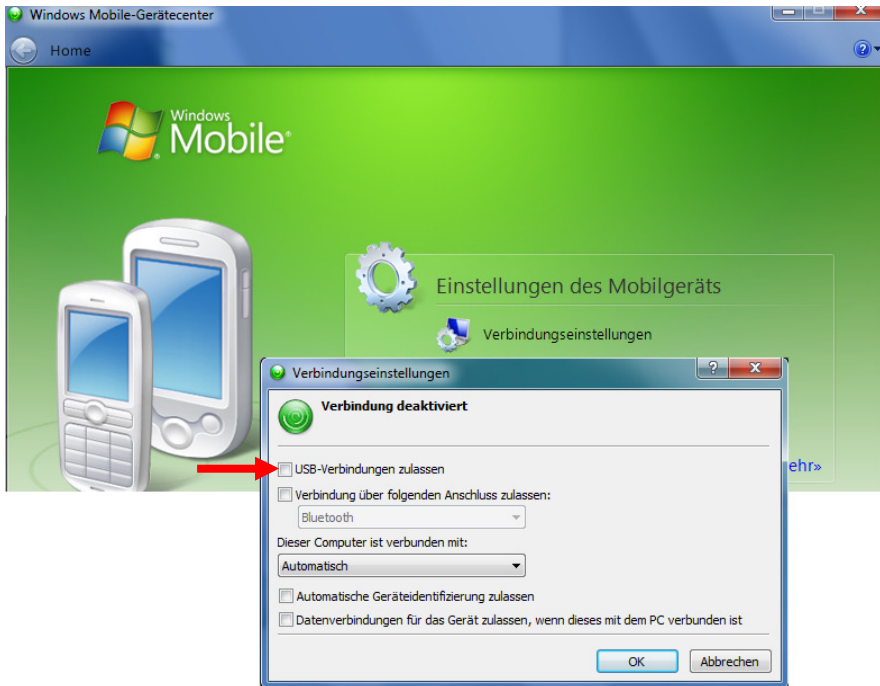 Windows Mobile-Gerätecenter
Home
Windows
Mobile
Einstellungen des Mobilgeräts
Verbindungseinstellungen
Verbindungseinstellungen
Verbindung deaktiviert
USB-Verbindungen zulassen
ehr»
Verbindung über folgenden Anschluss zulassen:
Bluetooth
Dieser Computer ist verbunden mit:
Automatisch
Automatische Geräteidentifizierung zulassen
Datenverbindungen für das Gerät zulassen, wenn dieses mit dem PC verbunden ist
OK Abbrechen